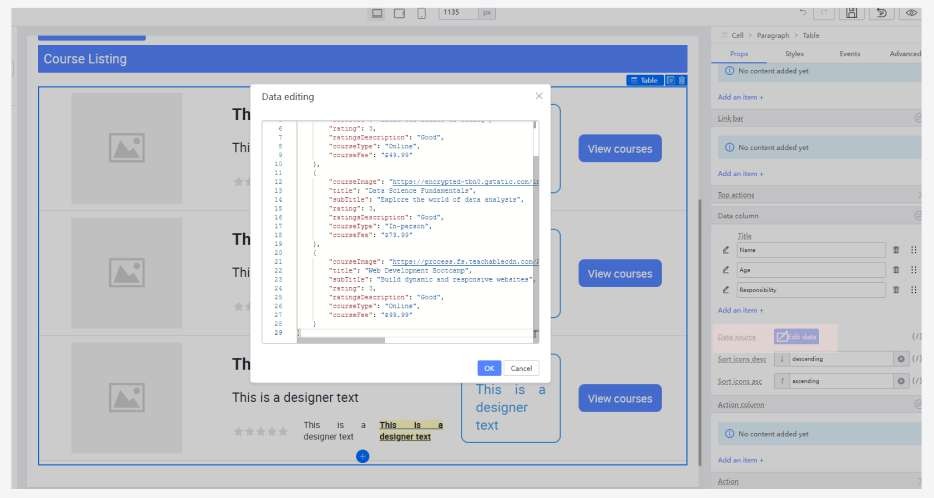 1135 px
Course Listing
Table
Data editing
6 "rating": 3,
7 "ratingsDescription": "Good",
8 "courseType": "Online",
9 "courseFee": "$49.99"
10 },
11 {
12 "courseImage": "https://encrypted-tbn0.gstatic.com/i
13 "title": "Data Science Fundamentals",
14 "subTitle": "Explore the world of data analysis",
15 "rating": 3,
16 "ratingsDescription": "Good",
17 "courseType": "In-person",
18 "courseFee": "$79.99"
19 },
20 {
21 "courseImage": "https://process.fs.teachablecdn.com/
22 "title": "Web Development Bootcamp",
23 "subTitle": "Build dynamic and responsive websites",
24 "rating": 3,
25 "ratingsDescription": "Good",
26 "courseType": "Online",
27 "courseFee": "$99.99"
28 }
29 ]
OK Cancel
Th
Thi
View courses
Th
Thi
View courses
Th
This is a designer text
This is a
designer text
This is a
designer text
This is a
designer
text
View courses
Cell > Paragraph > Table
Props Styles Events Advanced
No content added yet
Add an item +
Link bar
No content added yet
Add an item +
Top actions
Data column
Title
Name
Age
Responsibility
Add an item +
Data source Edit data
Sort icons desc descending
Sort icons asc ascending
Action column
No content added yet
Add an item +
Action